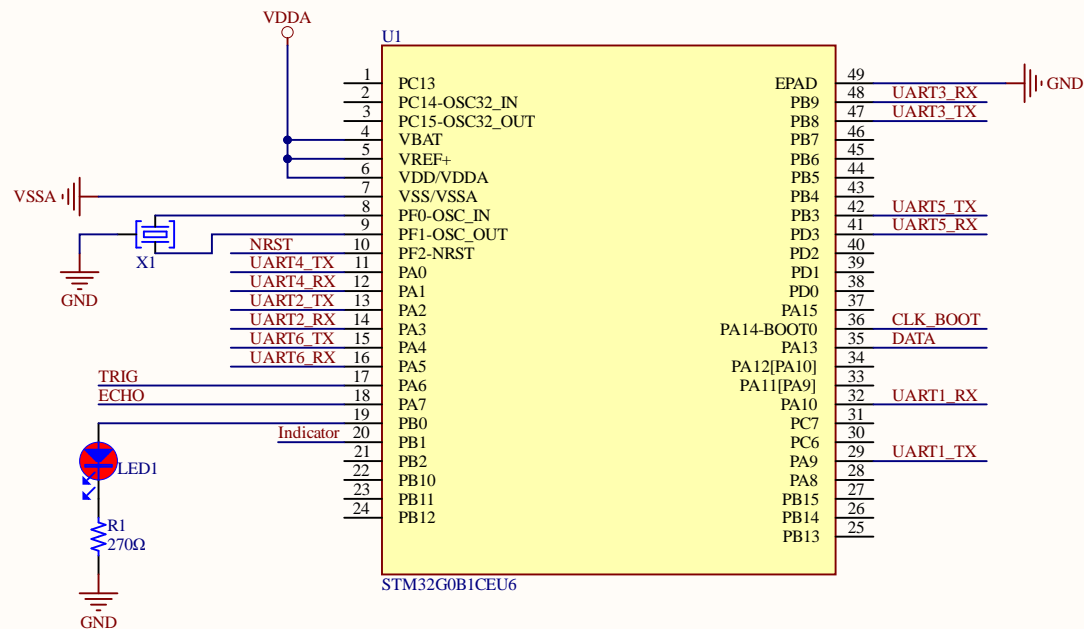 VDDA
U1
1 PC13
2 PC14-OSC32_IN
3 PC15-OSC32_OUT
4 VBAT
5 VREF+
6 VDD/VDDA
VSSA 7 VSS/VSSA
8 PF0-OSC_IN
9 PF1-OSC_OUT
X1
GND
NRST 10 PF2-NRST
UART4_TX 11 PA0
UART4_RX 12 PA1
UART2_TX 13 PA2
UART2_RX 14 PA3
UART6_TX 15 PA4
UART6_RX 16 PA5
TRIG 17 PA6
ECHO 18 PA7
19 PB0
Indicator 20 PB1
21 PB2
22 PB10
23 PB11
24 PB12
LED1
R1
270Ω
GND
EPAD 49 GND
PB9 48 UART3_RX
PB8 47 UART3_TX
PB7 46
PB6 45
PB5 44
PB4 43
PB3 42 UART5_TX
PD3 41 UART5_RX
PD2 40
PD1 39
PD0 38
PA15 37
PA14-BOOT0 36 CLK_BOOT
PA13 35 DATA
PA12[PA10] 34
PA11[PA9] 33
PA10 32 UART1_RX
PC7 31
PC6 30
PA9 29 UART1_TX
PA8 28
PB15 27
PB14 26
PB13 25
STM32G0B1CEU6